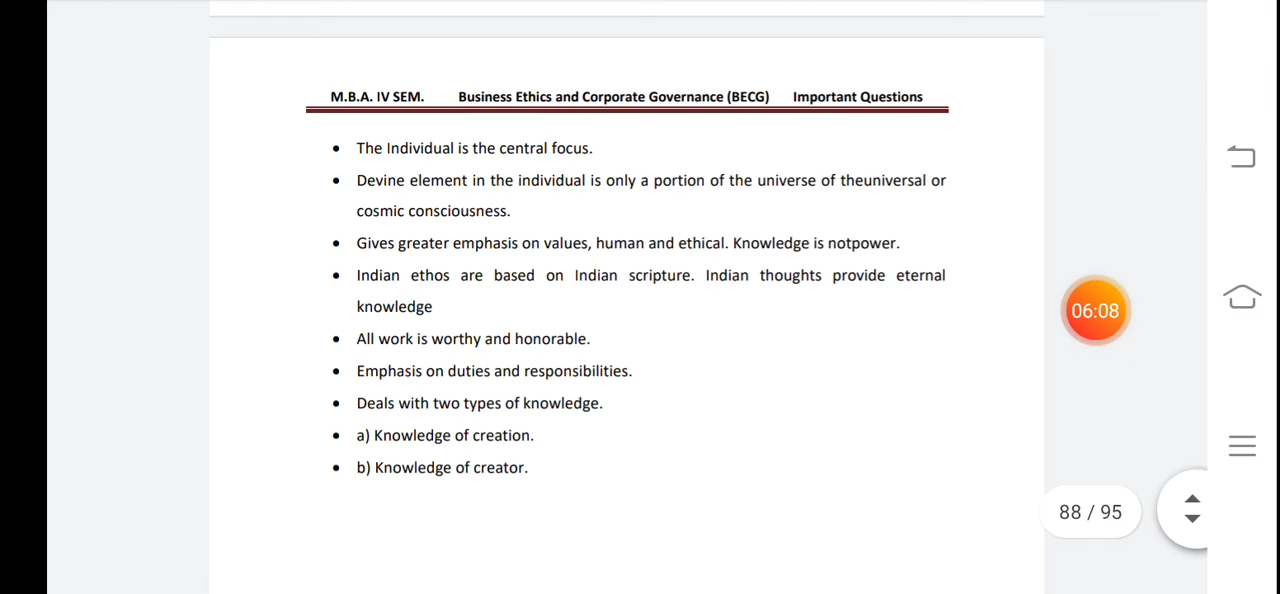 M.B.A. IV SEM. Business Ethics and Corporate Governance (BECG) Important Questions
• The Individual is the central focus.
• Devine element in the individual is only a portion of the universe of theuniversal or
cosmic consciousness.
• Gives greater emphasis on values, human and ethical. Knowledge is notpower.
• Indian ethos are based on Indian scripture. Indian thoughts provide eternal
knowledge
• All work is worthy and honorable.
• Emphasis on duties and responsibilities.
• Deals with two types of knowledge.
• a) Knowledge of creation.
• b) Knowledge of creator.
06:08
88 / 95